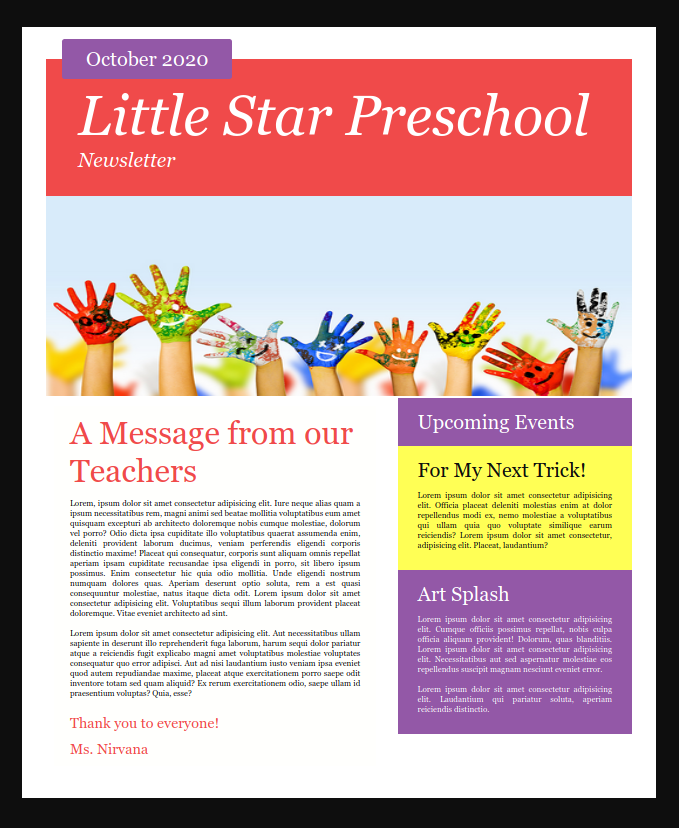 October 2020
Little Star Preschool
Newsletter
A Message from our
Teachers
Lorem, ipsum dolor sit amet consectetur adipisicing elit. Iure neque alias quam a
ipsum necessitatibus rem, magni animi sed beatae mollitia voluptatibus eum amet
quisquam excepturi ab architecto doloremque nobis cumque molestiae, dolorum
vel porro? Odio dicta ipsa cupiditate illo voluptatibus quaerat assumenda enim,
deleniti provident laborum ducimus, veniam perferendis eligendi corporis
distinctio maxime! Placeat qui consequatur, corporis sunt aliquam omnis repellat
aperiam ipsam cupiditate recusandae ipsa eligendi in porro, sit libero ipsum
possimus. Enim consectetur hic quia odio mollitia. Unde eligendi nostrum
numquam dolores quas. Aperiam deserunt optio soluta, rem a est quasi
consequuntur molestiae, natus itaque dicta odit. Lorem ipsum dolor sit amet
consectetur adipisicing elit. Voluptatibus sequi illum laborum provident placeat
doloremque. Vitae eveniet architecto ad sint.
Lorem ipsum dolor sit amet consectetur adipisicing elit. Aut necessitatibus ullam
sapiente in deserunt illo reprehenderit fuga laborum, harum sequi dolor pariatur
atque a reiciendis fugit explicabo magni amet voluptatibus molestiae voluptates
consequatur quo error adipisci. Aut ad nisi laudantium iusto veniam ipsa eveniet
quod autem repudiandae maxime, placeat atque exercitationem porro saepe odit
inventore totam sed quam aliquid? Ex rerum exercitationem odio, saepe ullam id
praesentium voluptas? Quia, esse?
Thank you to everyone!
Ms. Nirvana
Upcoming Events
For My Next Trick!
Lorem ipsum dolor sit amet consectetur adipisicing
elit. Officia placeat deleniti molestias enim at dolor
repellendus modi ex, nemo molestiae a voluptatibus
qui ullam quia quo voluptate similique earum
reiciendis? Lorem ipsum dolor sit amet, consectetur,
adipisicing elit. Placeat, laudantium?
Art Splash
Lorem ipsum dolor sit amet consectetur adipisicing
elit. Cumque officiis possimus repellat, nobis culpa
officia aliquam provident! Dolorum, quas blanditiis.
Lorem ipsum dolor sit amet consectetur adipisicing
elit. Necessitatibus aut sed aspernatur molestiae eos
repellendus suscipit magnam nesciunt eveniet error.
Lorem ipsum dolor sit amet consectetur adipisicing
elit. Laudantium qui pariatur soluta, aperiam
reiciendis distinctio.